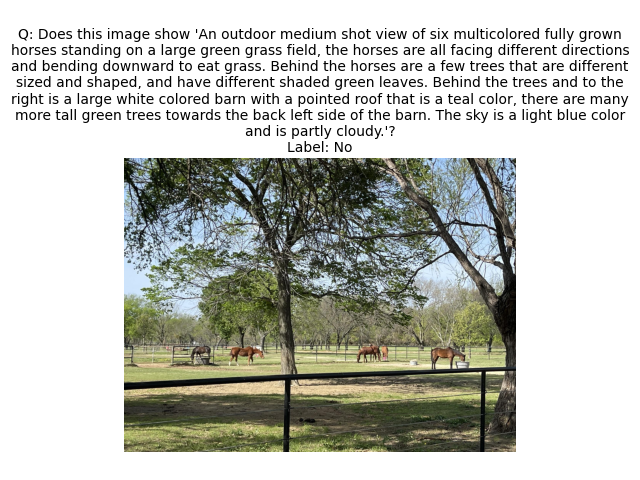 Q: Does this image show 'An outdoor medium shot view of six multicolored fully grown
horses standing on a large green grass field, the horses are all facing different directions
and bending downward to eat grass. Behind the horses are a few trees that are different
sized and shaped, and have different shaded green leaves. Behind the trees and to the
right is a large white colored barn with a pointed roof that is a teal color, there are many
more tall green trees towards the back left side of the barn. The sky is a light blue color
and is partly cloudy.'?
Label: No